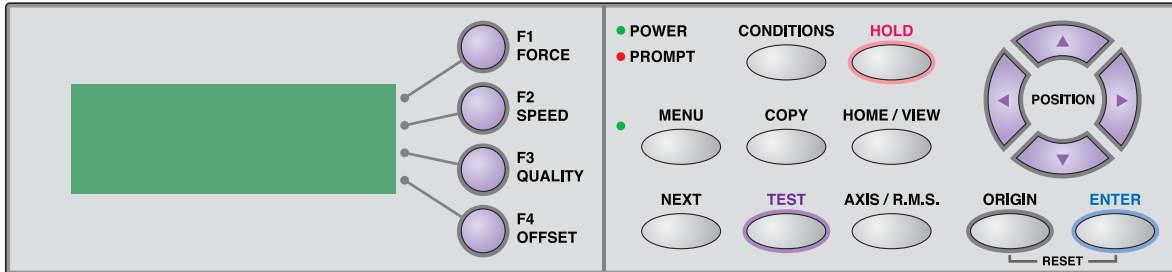 F1
FORCE
F2
SPEED
F3
QUALITY
F4
OFFSET
POWER
PROMPT
CONDITIONS
HOLD
MENU
COPY
HOME / VIEW
NEXT
TEST
AXIS / R.M.S.
POSITION
ORIGIN
ENTER
RESET